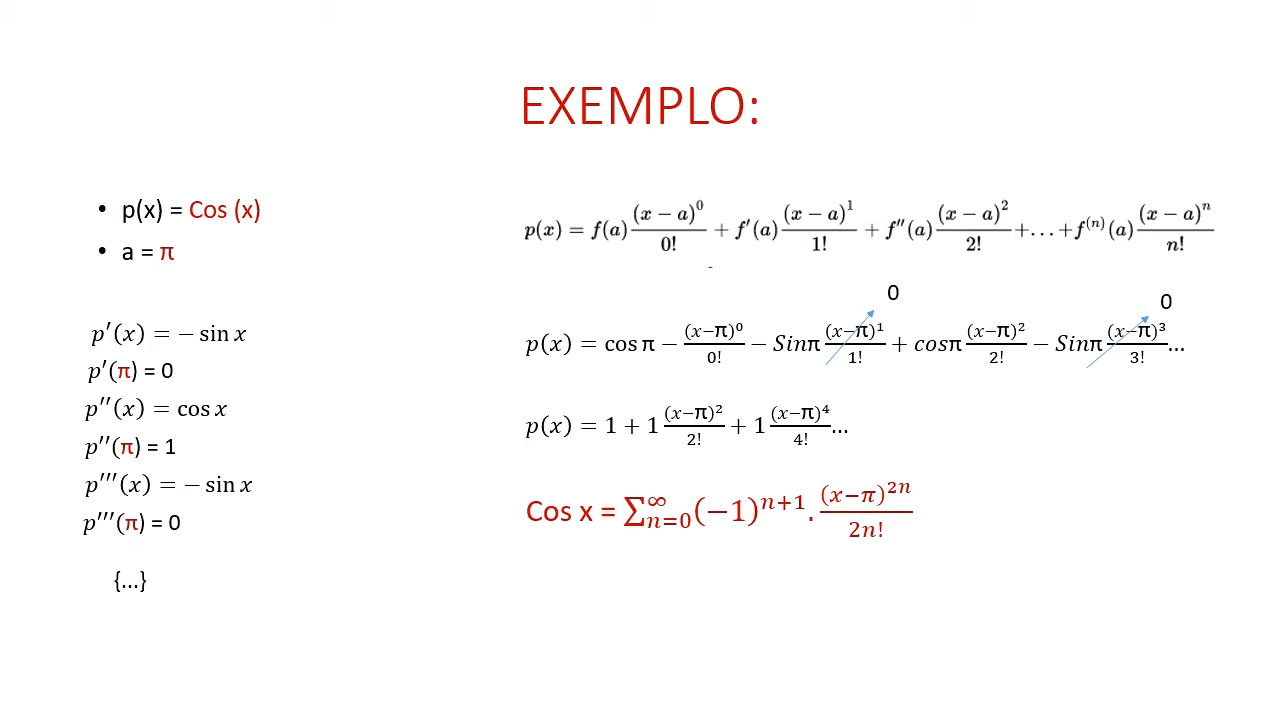 EXEMPLO:
• p(x) = Cos (x)
• a = π
p′(x) = − sin x
p′(π) = 0
p′′(x) = cos x
p′′(π) = 1
p′′′(x) = − sin x
p′′′(π) = 0
{...}
p(x) = f(a) (x − a)^0/0! + f′(a) (x − a)^1/1! + f″(a) (x − a)^2/2! +...+ f^(n)(a) (x − a)^n/n!
0 0
p(x) = cos π − (x−π)^0/0! − Sinπ (x−π)^1/1! + cosπ (x−π)^2/2! − Sinπ (x−π)^3/3! ...
p(x) = 1 + 1 (x−π)^2/2! + 1 (x−π)^4/4! ...
Cos x = ∑_{n=0}^{∞} (−1)^{n+1} . (x−π)^{2n}/2n!